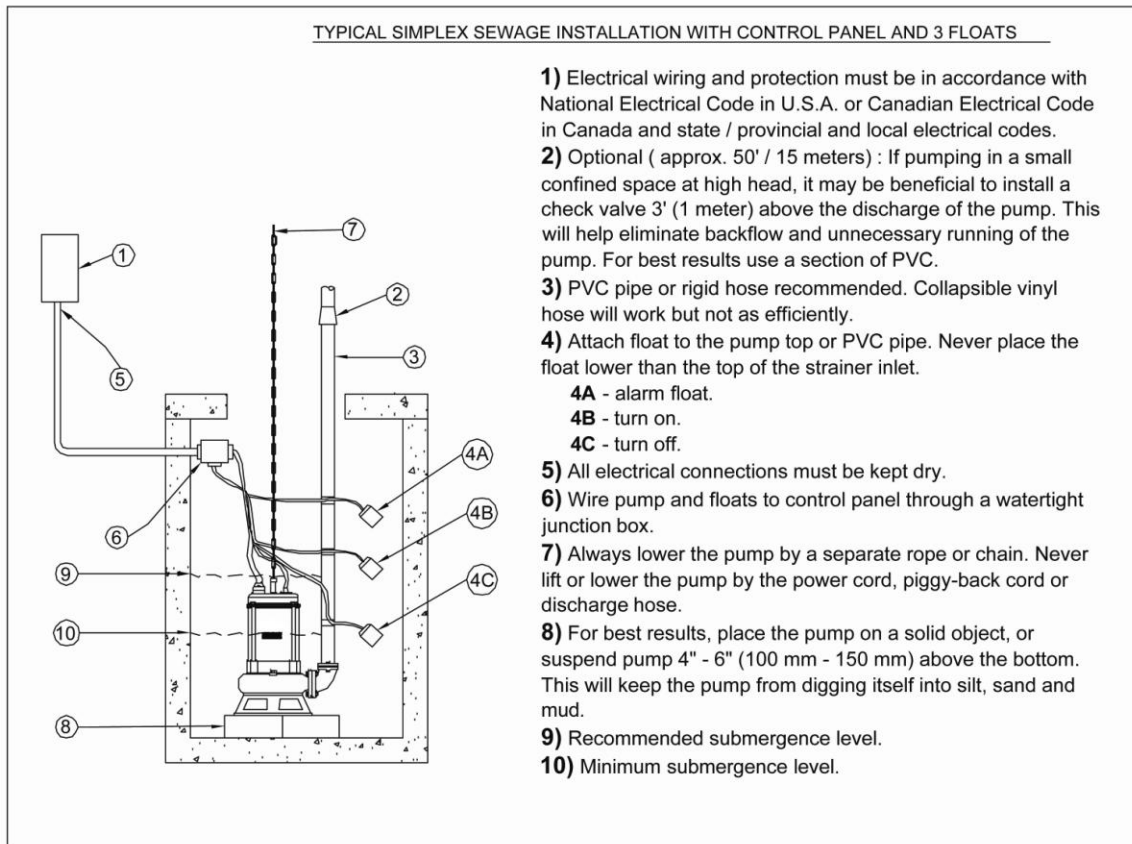 TYPICAL SIMPLEX SEWAGE INSTALLATION WITH CONTROL PANEL AND 3 FLOATS
1) Electrical wiring and protection must be in accordance with
National Electrical Code in U.S.A. or Canadian Electrical Code
in Canada and state / provincial and local electrical codes.
2) Optional ( approx. 50' / 15 meters) : If pumping in a small
confined space at high head, it may be beneficial to install a
check valve 3' (1 meter) above the discharge of the pump. This
will help eliminate backflow and unnecessary running of the
pump. For best results use a section of PVC.
3) PVC pipe or rigid hose recommended. Collapsible vinyl
hose will work but not as efficiently.
4) Attach float to the pump top or PVC pipe. Never place the
float lower than the top of the strainer inlet.
4A - alarm float.
4B - turn on.
4C - turn off.
5) All electrical connections must be kept dry.
6) Wire pump and floats to control panel through a watertight
junction box.
7) Always lower the pump by a separate rope or chain. Never
lift or lower the pump by the power cord, piggy-back cord or
discharge hose.
8) For best results, place the pump on a solid object, or
suspend pump 4" - 6" (100 mm - 150 mm) above the bottom.
This will keep the pump from digging itself into silt, sand and
mud.
9) Recommended submergence level.
10) Minimum submergence level.
7
1
2
3
5
4A
4B
6
9
4C
10
8